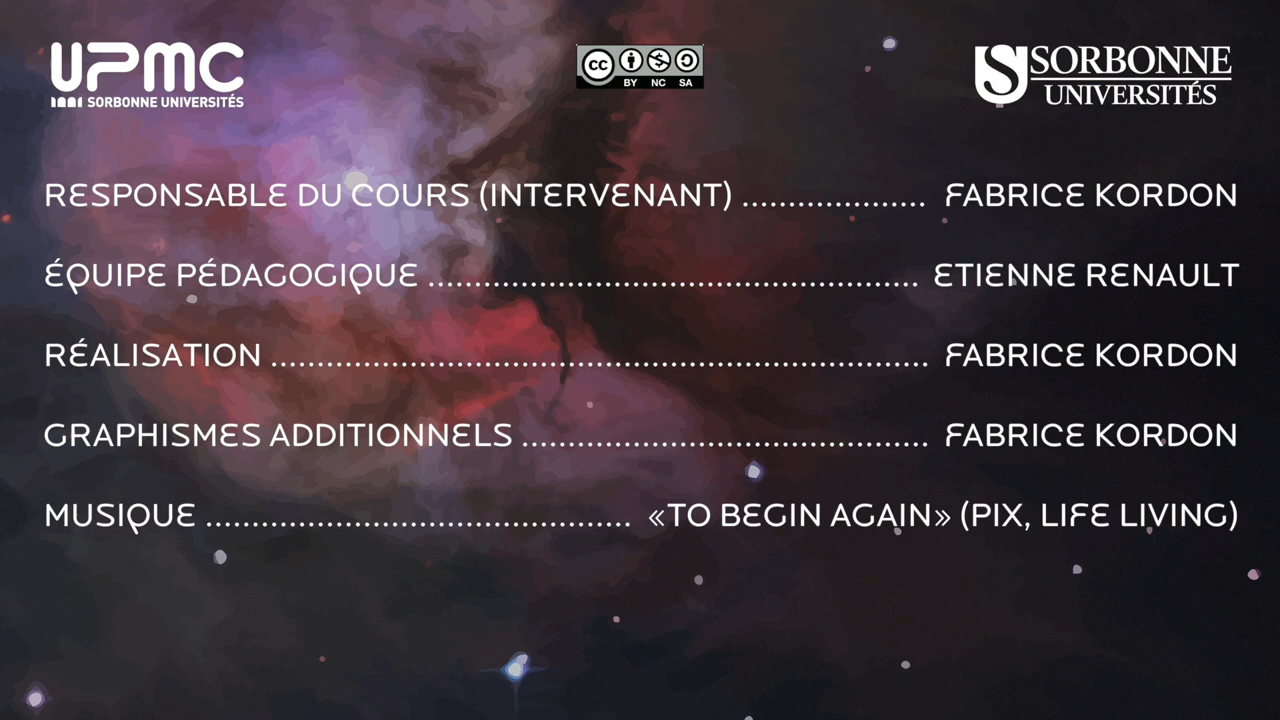 UPMC
SORBONNE UNIVERSITÉS
cc BY NC SA
SORBONNE
UNIVERSITÉS
RESPONSABLE DU COURS (INTERVENANT) ................... FABRICE KORDON
ÉQUIPE PÉDAGOGIQUE .................................................. ETIENNE RENAULT
RÉALISATION .................................................................... FABRICE KORDON
GRAPHISMES ADDITIONNELS .......................................... FABRICE KORDON
MUSIQUE ............................................ «TO BEGIN AGAIN» (PIX, LIFE LIVING)